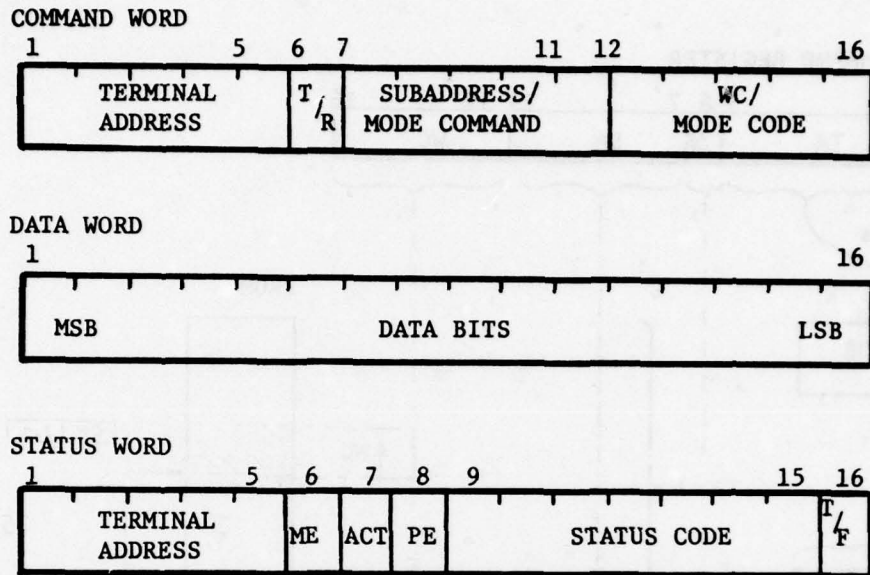 COMMAND WORD
1 5 6 7 11 12 16
TERMINAL ADDRESS T/R SUBADDRESS/ MODE COMMAND WC/ MODE CODE
DATA WORD
1 16
MSB DATA BITS LSB
STATUS WORD
1 5 6 7 8 9 15 16
TERMINAL ADDRESS ME ACT PE STATUS CODE T/F